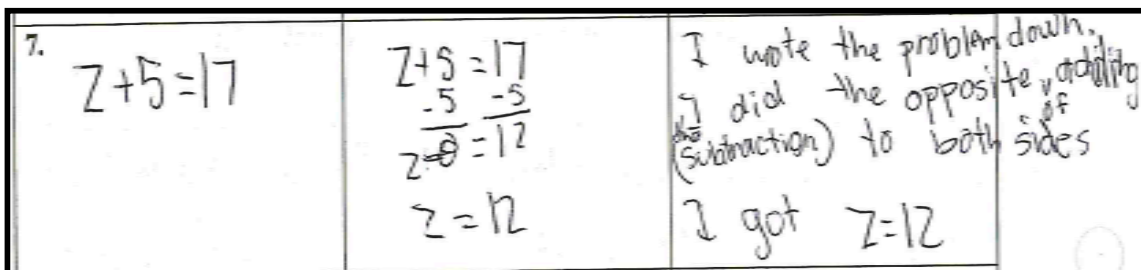 7.
z+5=17
z+5=17
-5 -5
z+0=12
z=12
I wrote the problem down.
I did the opposite of adding
(subtraction) to both sides
I got z=12